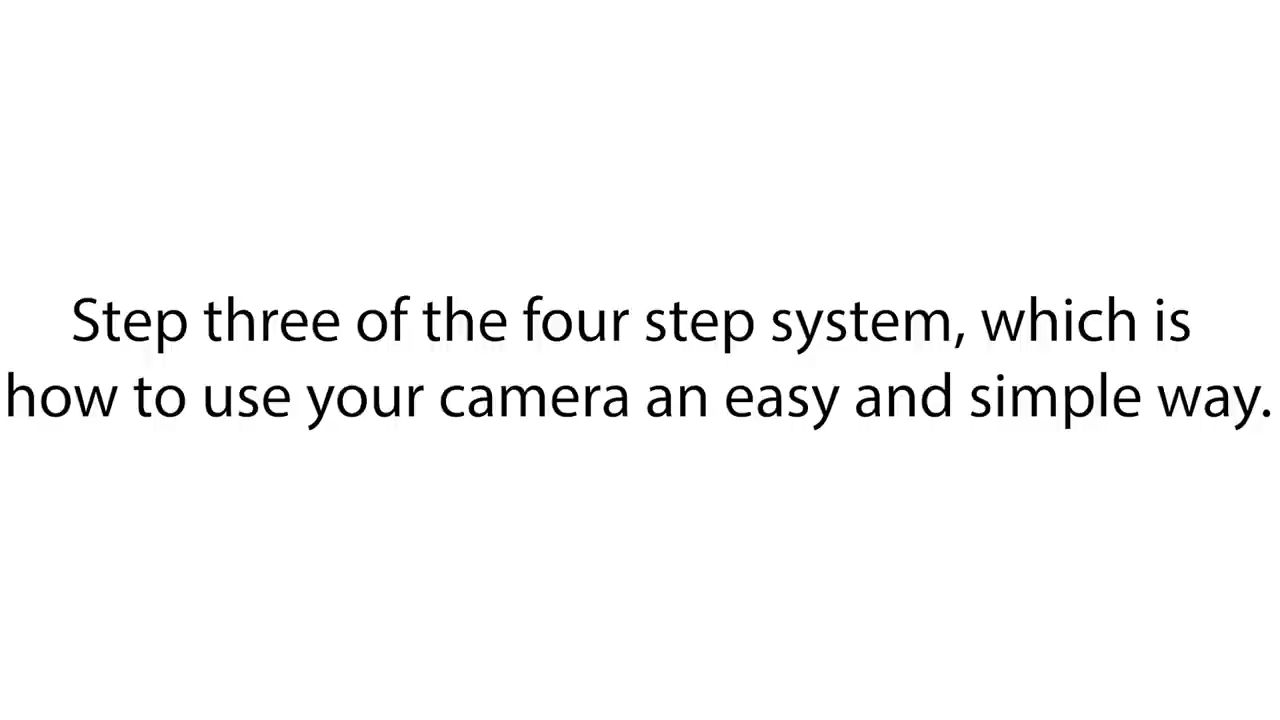 Step three of the four step system, which is
how to use your camera an easy and simple way.